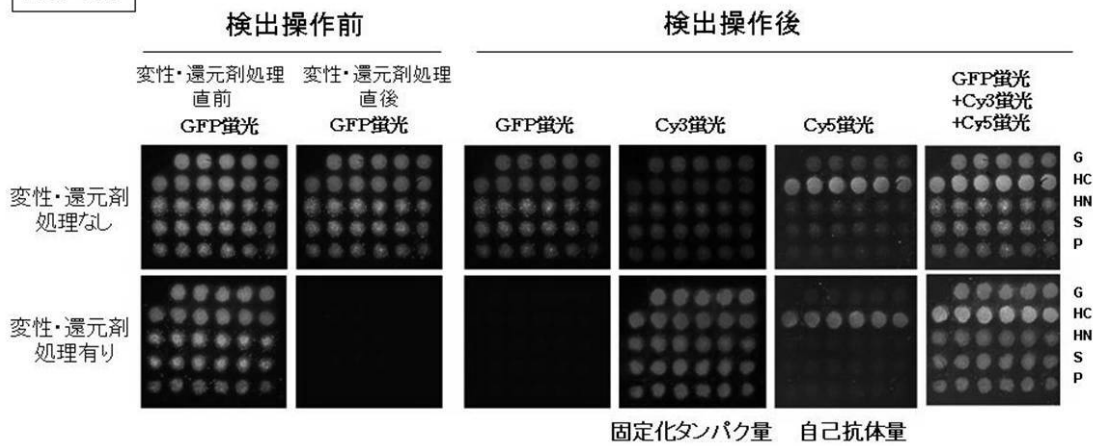 検出操作前
検出操作後
変性・還元剤処理
直前
GFP蛍光
変性・還元剤処理
直後
GFP蛍光
GFP蛍光
Cy3蛍光
Cy5蛍光
GFP蛍光
+Cy3蛍光
+Cy5蛍光
変性・還元剤
処理なし
G
HC
HN
S
P
変性・還元剤
処理有り
G
HC
HN
S
P
固定化タンパク量
自己抗体量